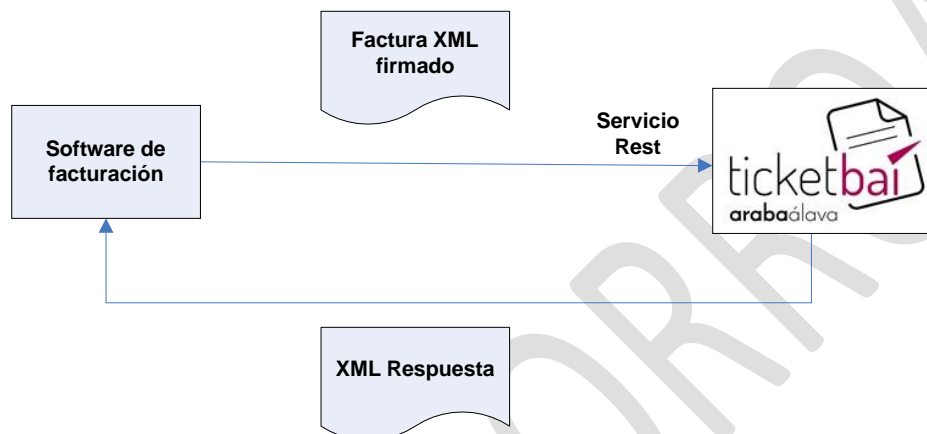 Factura XML
firmado
Servicio
Rest
Software de
facturación
ticketbai
arabaálava
XML Respuesta